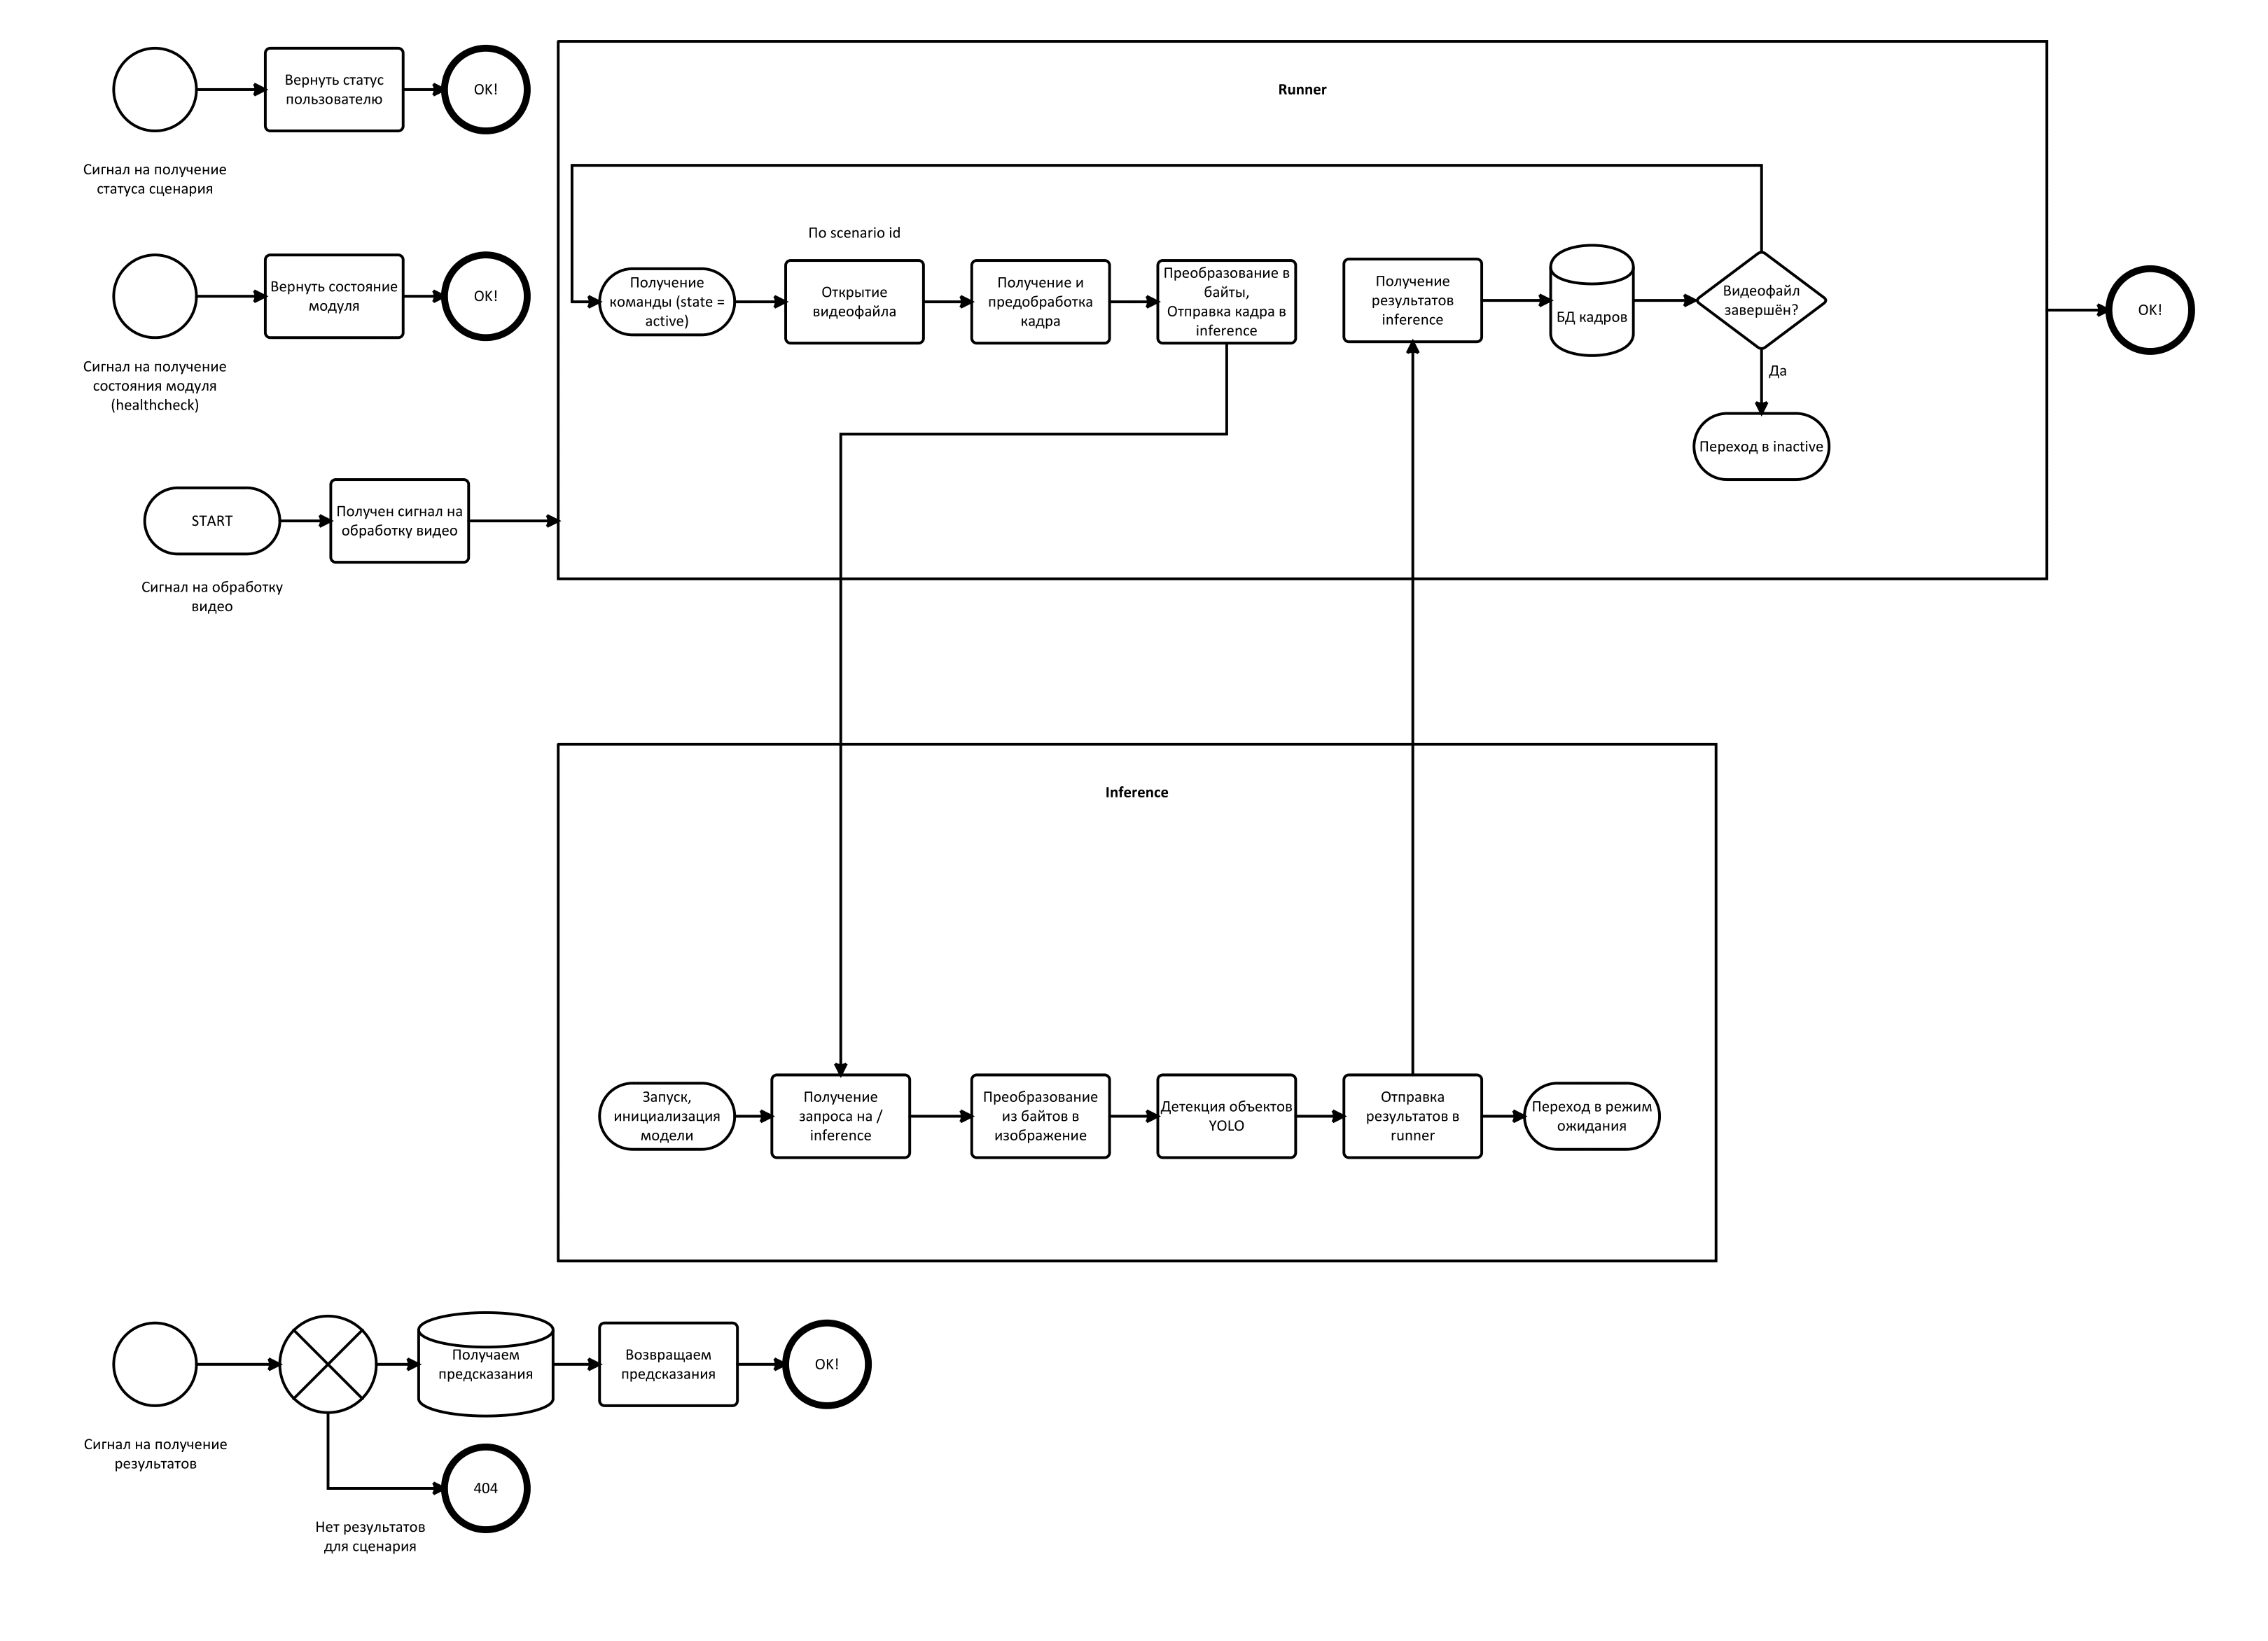 Вернуть статус
пользователю
OK!
Сигнал на получение
статуса сценария
Вернуть состояние
модуля
OK!
Сигнал на получение
состояния модуля
(healthcheck)
START
Получен сигнал на
обработку видео
Сигнал на обработку
видео
Runner
По scenario id
Получение
команды (state =
active)
Открытие
видеофайла
Получение и
предобработка
кадра
Преобразование в
байты,
Отправка кадра в
inference
Получение
результатов
inference
БД кадров
Видеофайл
завершён?
Да
Переход в inactive
OK!
Inference
Запуск,
инициализация
модели
Получение
запроса на /
inference
Преобразование
из байтов в
изображение
Детекция объектов
YOLO
Отправка
результатов в
runner
Переход в режим
ожидания
Сигнал на получение
результатов
Получаем
предсказания
Возвращаем
предсказания
OK!
404
Нет результатов
для сценария